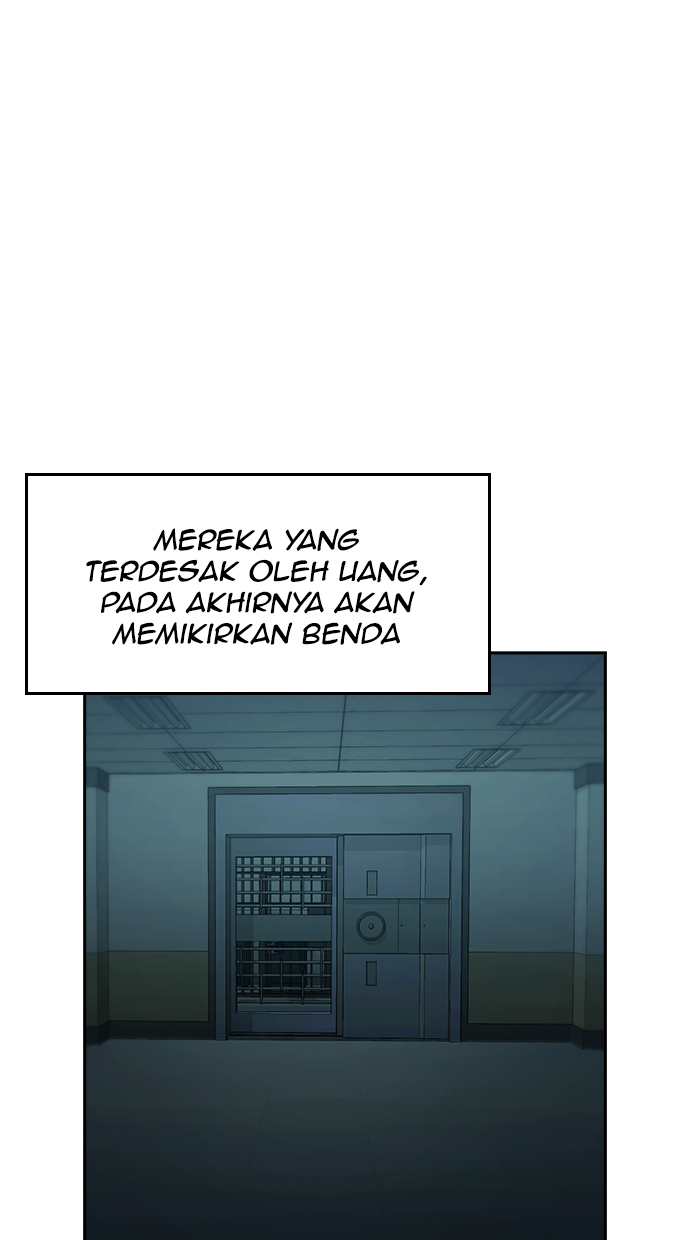 MEREKA YANG
TERDESAK OLEH UANG,
PADA AKHIRNYA AKAN
MEMIKIRKAN BENDA